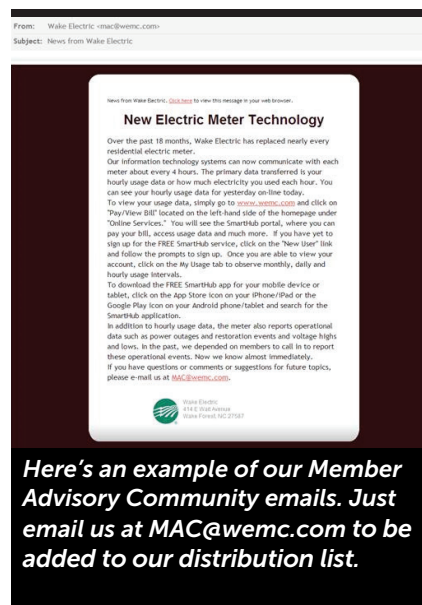 From: Wake Electric <mac@wemc.com>
Subject: News from Wake Electric
News from Wake Electric. Click here to view this message in your web browser.
New Electric Meter Technology
Over the past 18 months, Wake Electric has replaced nearly every
residential electric meter.
Our information technology systems can now communicate with each
meter about every 4 hours. The primary data transferred is your
hourly usage data or how much electricity you used each hour. You
can see your hourly usage data for yesterday on-line today.
To view your usage data, simply go to www.wemc.com and click on
"Pay/View Bill" located on the left-hand side of the homepage under
"Online Services." You will see the SmartHub portal, where you can
pay your bill, access usage data and much more. If you have yet to
sign up for the FREE SmartHub service, click on the "New User" link
and follow the prompts to sign up. Once you are able to view your
account, click on the My Usage tab to observe monthly, daily and
hourly usage intervals.
To download the FREE SmartHub app for your mobile device or
tablet, click on the App Store icon on your iPhone/iPad or the
Google Play icon on your Android phone/tablet and search for the
SmartHub application.
In addition to hourly usage data, the meter also reports operational
data such as power outages and restoration events and voltage highs
and lows. In the past, we depended on members to call in to report
these operational events. Now we know almost immediately.
If you have questions or comments or suggestions for future topics,
please e-mail us at MAC@wemc.com.
Wake Electric
414 E Wait Avenue
Wake Forest, NC 27587
Here's an example of our Member
Advisory Community emails. Just
email us at MAC@wemc.com to be
added to our distribution list.